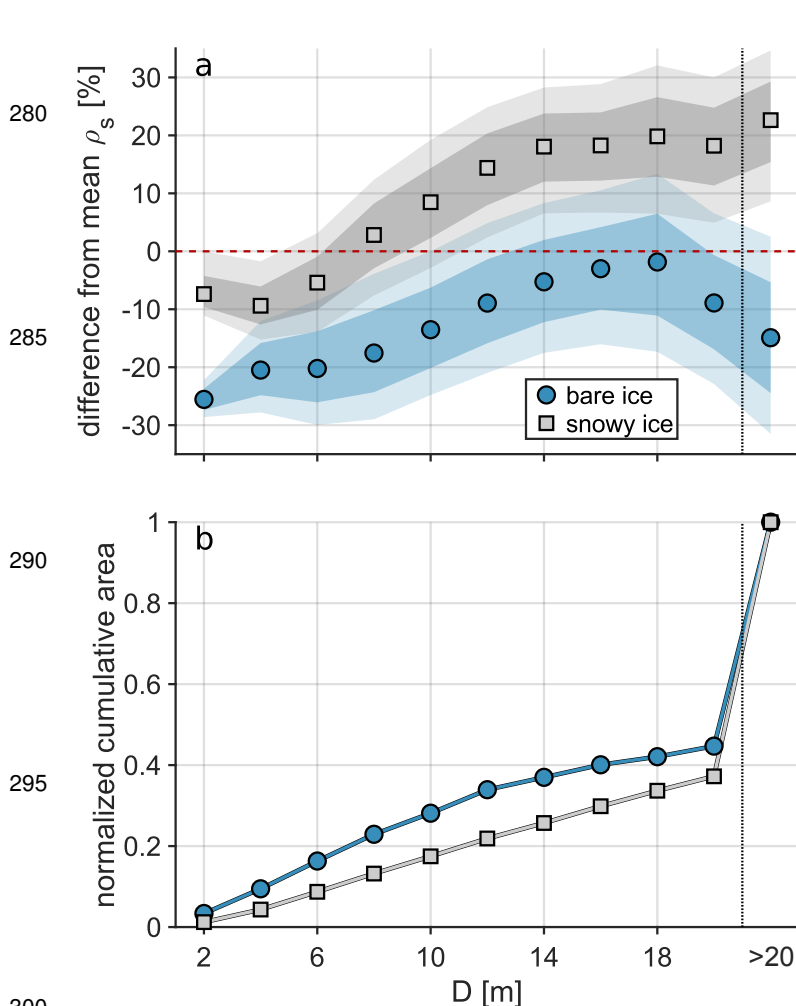 a
280
285
290
295
300
difference from mean ρs [%]
30
20
10
0
-10
-20
-30
bare ice
snowy ice
b
normalized cumulative area
1
0.8
0.6
0.4
0.2
0
2 6 10 14 18 >20
D [m]